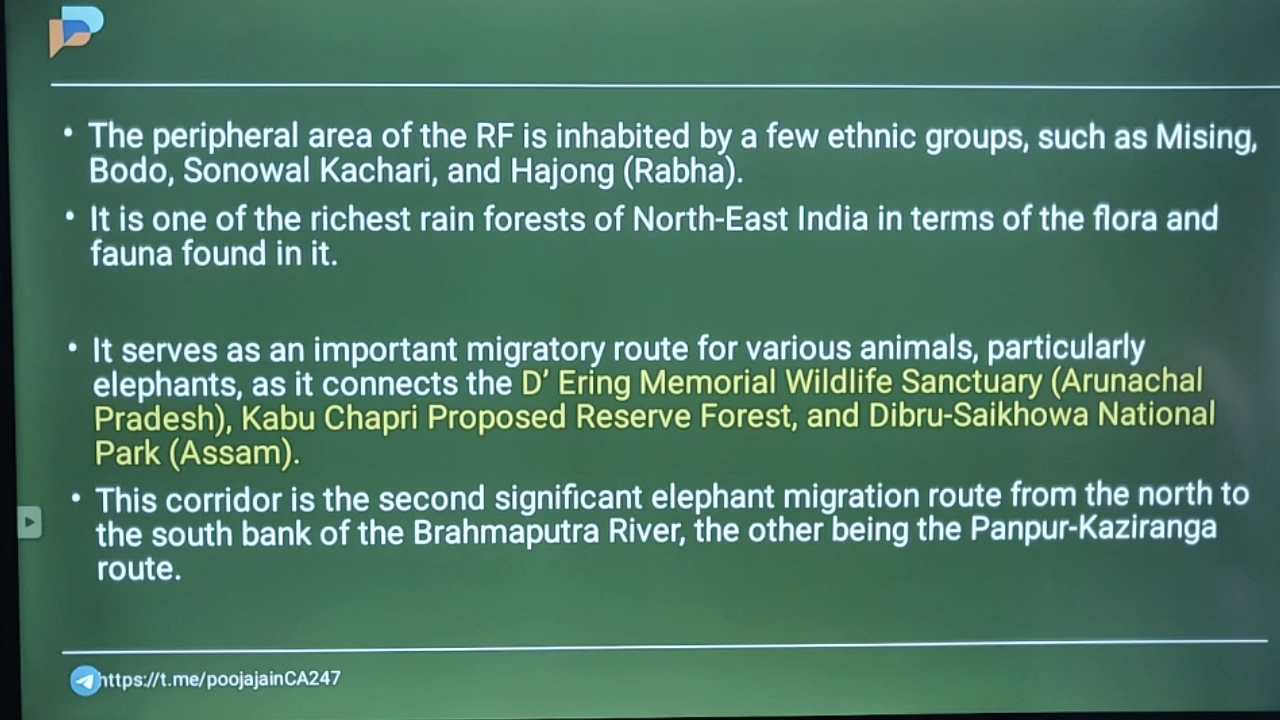 • The peripheral area of the RF is inhabited by a few ethnic groups, such as Mising,
Bodo, Sonowal Kachari, and Hajong (Rabha).
• It is one of the richest rain forests of North-East India in terms of the flora and
fauna found in it.
• It serves as an important migratory route for various animals, particularly
elephants, as it connects the D’ Ering Memorial Wildlife Sanctuary (Arunachal
Pradesh), Kabu Chapri Proposed Reserve Forest, and Dibru-Saikhowa National
Park (Assam).
• This corridor is the second significant elephant migration route from the north to
the south bank of the Brahmaputra River, the other being the Panpur-Kaziranga
route.
https://t.me/poojajainCA247